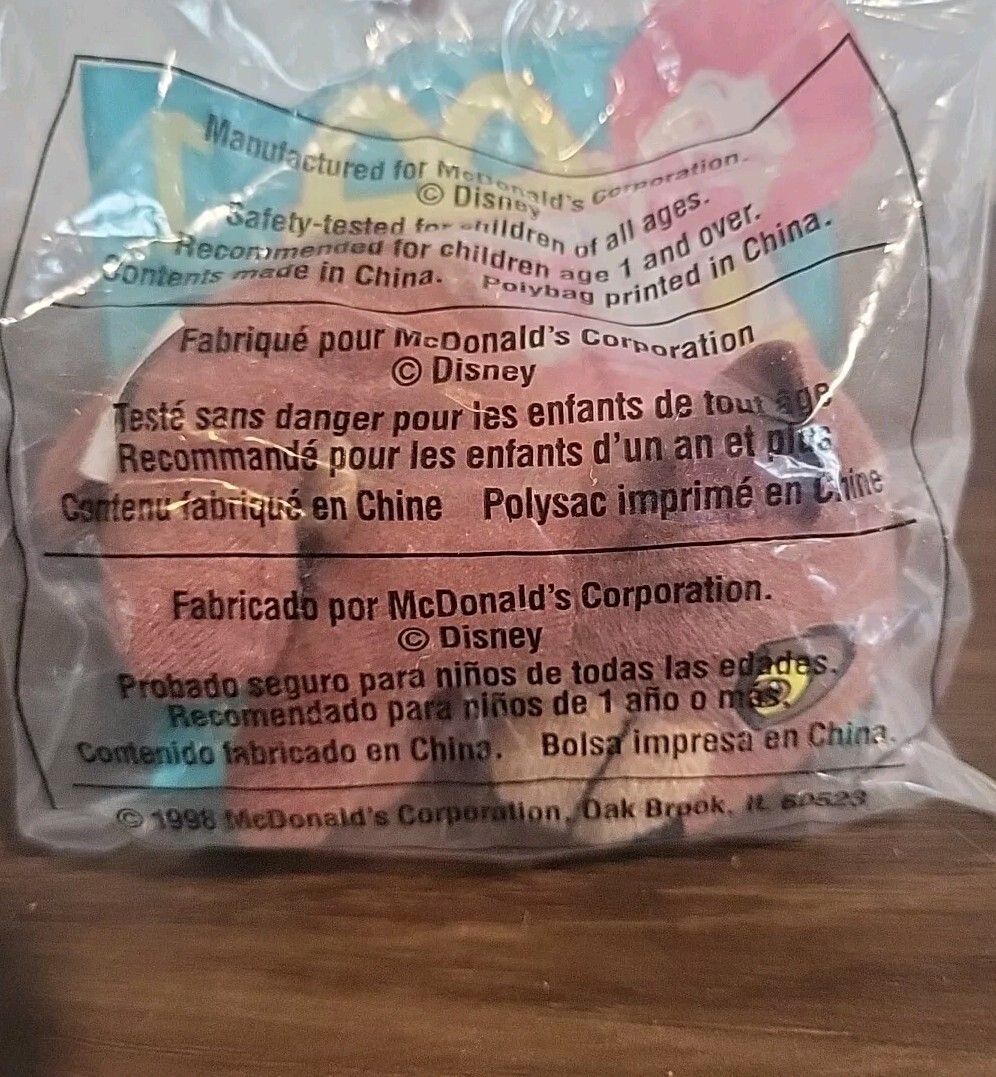 Manufactured for McDonald's Corporation.
© Disney
Safety-tested for children of all ages.
Recommended for children age 1 and over.
Contents made in China. Polybag printed in China.
Fabriqué pour McDonald's Corporation
© Disney
Testé sans danger pour les enfants de tout âge
Recommandé pour les enfants d'un an et plus
Contenu fabriqué en Chine Polysac imprimé en Chine
Fabricado por McDonald's Corporation.
© Disney
Probado seguro para niños de todas las edades.
Recomendado para niños de 1 año o más.
Contenido fabricado en China. Bolsa impresa en China.
© 1998 McDonald's Corporation, Oak Brook, IL 60523